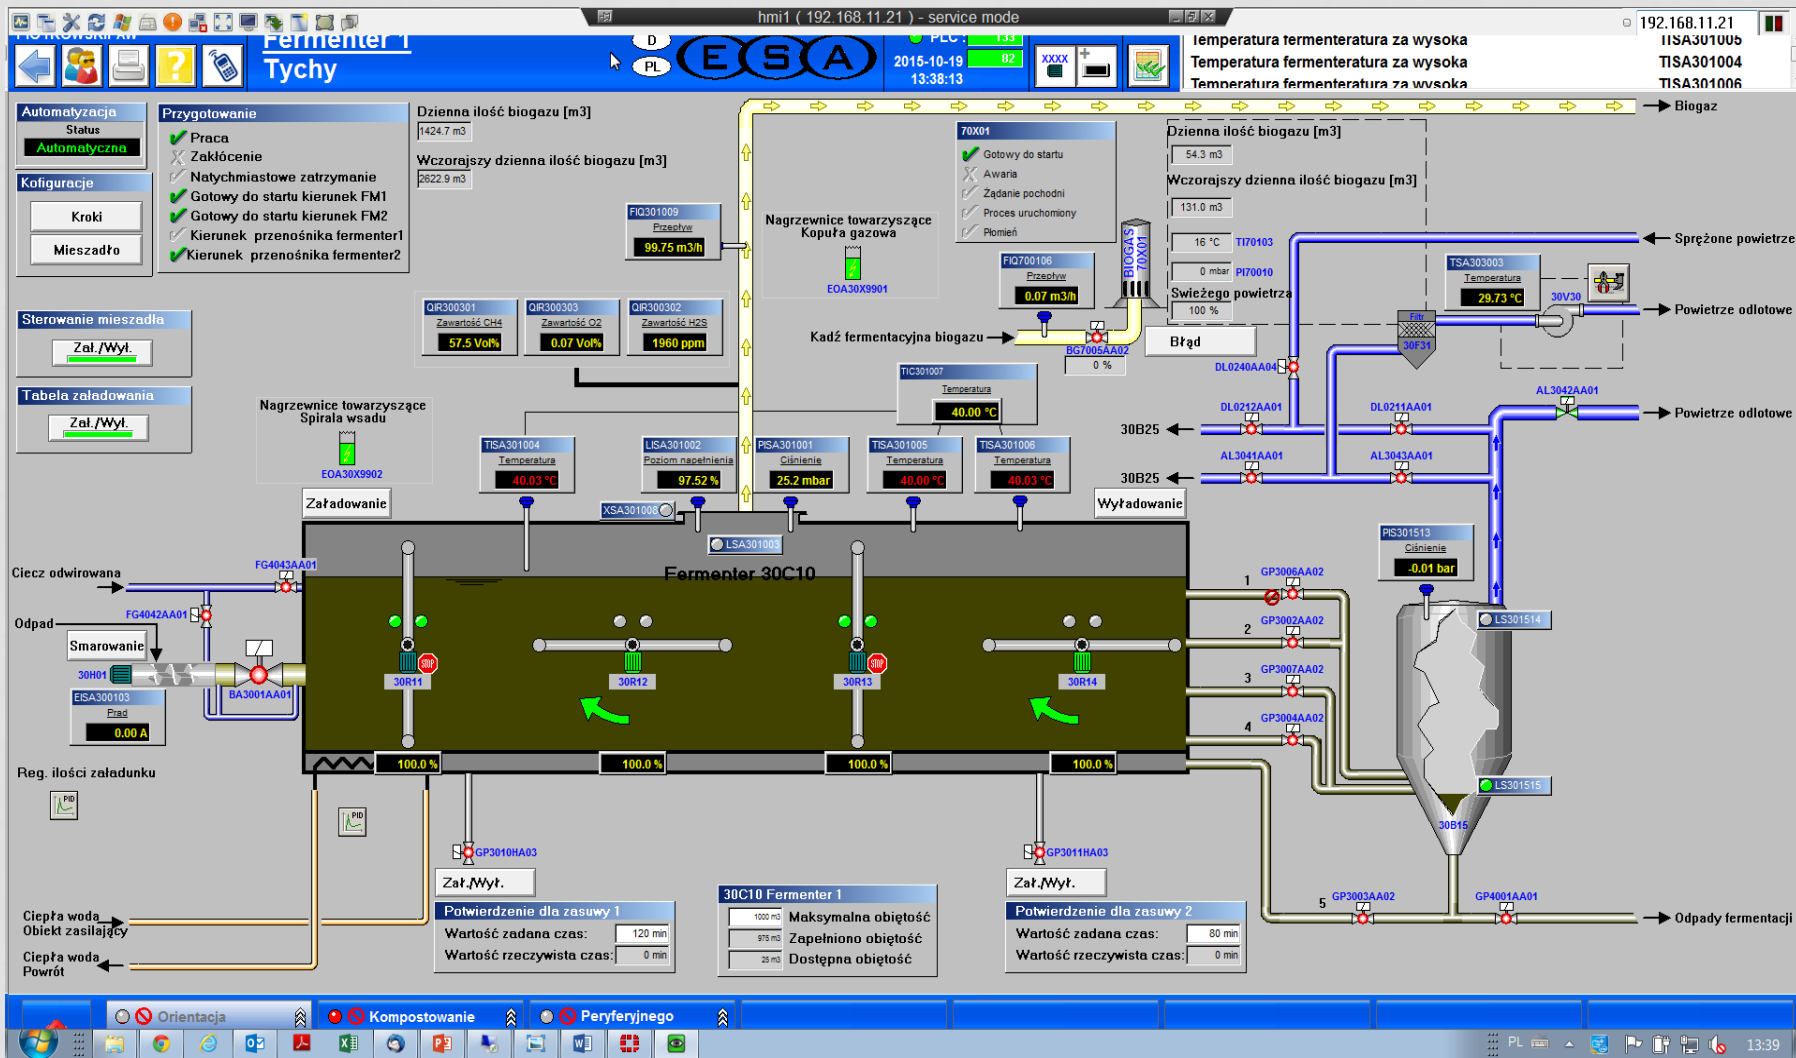 hmi1 ( 192.168.11.21 ) - service mode
192.168.11.21
Fermenter 1
Tychy
D
PL
ESA
PLC :
133
2015-10-19
82
13:38:13
XXXX
Temperatura fermenteratura za wysoka TISA301005
Temperatura fermenteratura za wysoka TISA301004
Temperatura fermenteratura za wysoka TISA301006
Automatyzacja
Status
Automatyczna
Kofiguracje
Kroki
Mieszadło
Przygotowanie
Praca
Zakłócenie
Natychmiastowe zatrzymanie
Gotowy do startu kierunek FM1
Gotowy do startu kierunek FM2
Kierunek przenośnika fermenter1
Kierunek przenośnika fermenter2
Dzienna ilość biogazu [m3]
1424.7 m3
Wczorajszy dzienna ilość biogazu [m3]
2622.9 m3
Biogaz
70X01
Gotowy do startu
Awaria
Żądanie pochodni
Proces uruchomiony
Płomień
Dzienna ilość biogazu [m3]
54.3 m3
Wczorajszy dzienna ilość biogazu [m3]
131.0 m3
16 °C TI70103
0 mbar PI70010
Swieżego powietrza
100 %
FIQ301009
Przepływ
99.75 m3/h
Nagrzewnice towarzyszące
Kopuła gazowa
EOA30X9901
FIQ700106
Przepływ
0.07 m3/h
BIOGAS
70X01
Kadź fermentacyjna biogazu
BG7005AA02
0 %
Błąd
Sprężone powietrze
TSA303003
Temperatura
29.73 °C
30V30
Powietrze odlotowe
Filtr
30F31
DL0240AA04
AL3042AA01
Powietrze odlotowe
DL0212AA01
DL0211AA01
30B25
AL3041AA01
AL3043AA01
30B25
Sterowanie mieszadła
Zał./Wył.
Tabela załadowania
Zał./Wył.
QIR300301
Zawartość CH4
57.5 Vol%
QIR300303
Zawartość O2
0.07 Vol%
QIR300302
Zawartość H2S
1960 ppm
TIC301007
Temperatura
40.00 °C
Nagrzewnice towarzyszące
Spirala wsadu
EOA30X9902
TISA301004
Temperatura
40.03 °C
LISA301002
Poziom napełnienia
97.52 %
PISA301001
Ciśnienie
25.2 mbar
TISA301005
Temperatura
40.00 °C
TISA301006
Temperatura
40.03 °C
Załadowanie
XSA301008
Wyładowanie
LSA301003
Fermenter 30C10
PIS301513
Ciśnienie
-0.01 bar
Ciecz odwirowana
FG4043AA01
FG4042AA01
Odpad
Smarowanie
30H01
BA3001AA01
EISA300103
Prad
0.00 A
STOP
30R11
30R12
STOP
30R13
30R14
1 GP3006AA02
2 GP3002AA02
3 GP3007AA02
4 GP3004AA02
LS301514
LS301515
30B15
100.0 %
100.0 %
100.0 %
100.0 %
Reg. ilości załadunku
PID
PID
GP3010HA03
Zał./Wył.
GP3011HA03
Zał./Wył.
Ciepła woda
Obiekt zasilający
Ciepła woda
Powrót
Potwierdzenie dla zasuwy 1
Wartość zadana czas: 120 min
Wartość rzeczywista czas: 0 min
30C10 Fermenter 1
1000 m3 Maksymalna obiętość
975 m3 Zapełniono obiętość
25 m3 Dostępna obiętość
Potwierdzenie dla zasuwy 2
Wartość zadana czas: 80 min
Wartość rzeczywista czas: 0 min
5 GP3003AA02
GP4001AA01
Odpady fermentacji
Orientacja
Kompostowanie
Peryferyjnego
PL
13:39